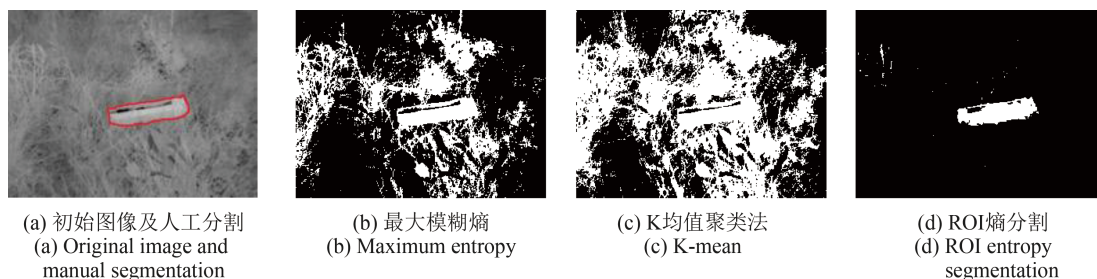 (a) 初始图像及人工分割
(a) Original image and
manual segmentation
(b) 最大模糊熵
(b) Maximum entropy
(c) K均值聚类法
(c) K-mean
(d) ROI熵分割
(d) ROI entropy
segmentation